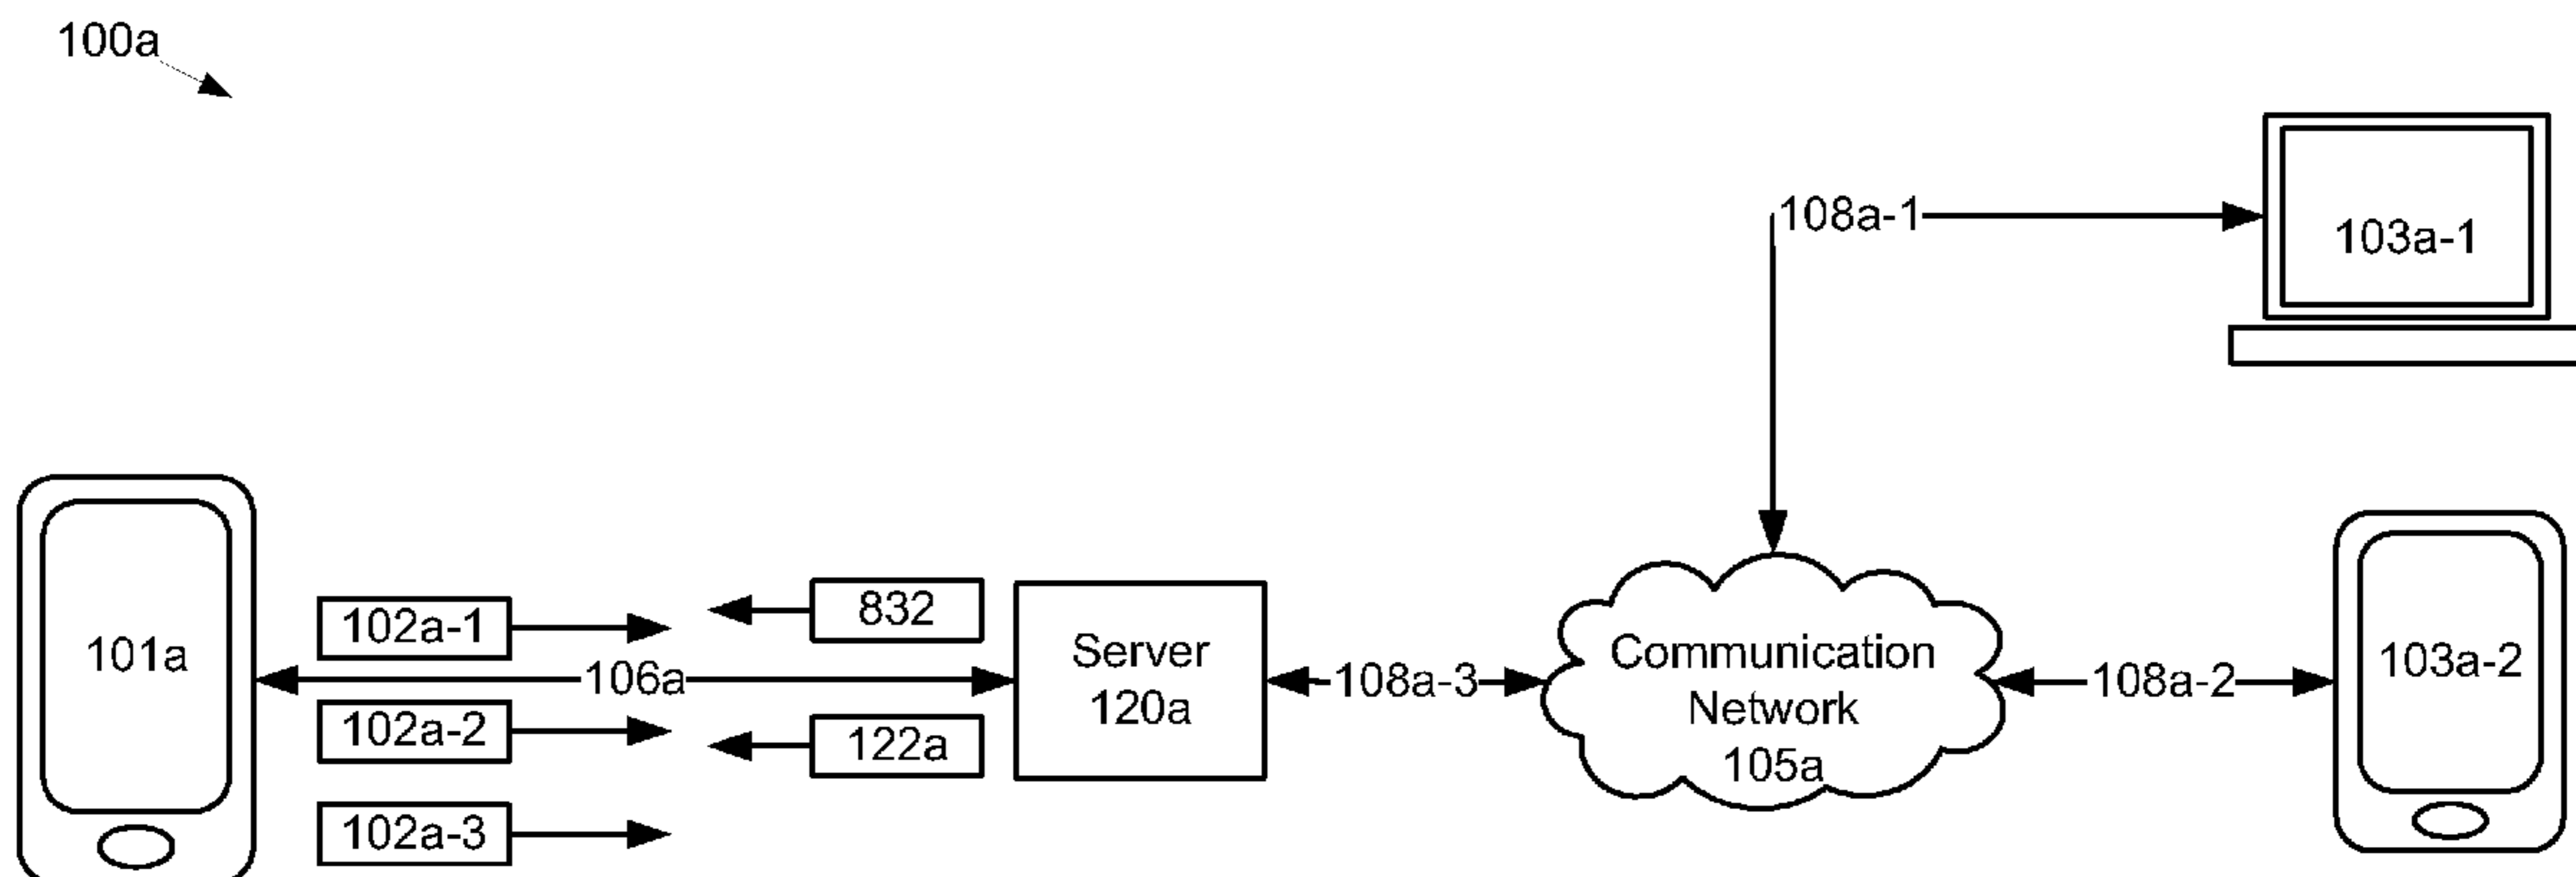 100a
108a-1
103a-1
101a
102a-1
832
106a
102a-2
122a
102a-3
Server
120a
108a-3
Communication
Network
105a
108a-2
103a-2